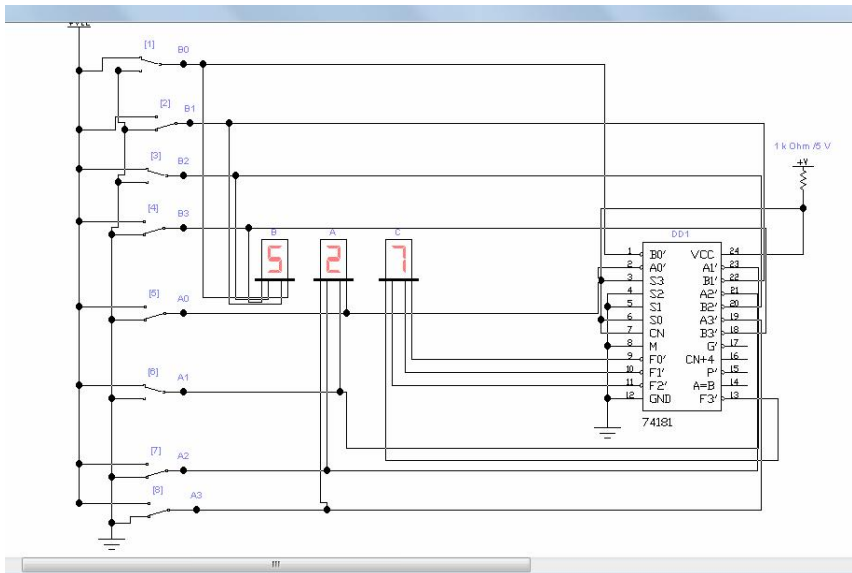 [1]
B0
[2]
B1
[3]
B2
[4]
B3
[5]
A0
[6]
A1
[7]
A2
[8]
A3
B
A
C
5
2
7
1 k Ohm /5 V
+V
DD1
1 B0' VCC 24
2 A0' A1' 23
3 S3 B1' 22
4 S2 A2' 21
5 S1 B2' 20
6 S0 A3' 19
7 CN B3' 18
8 M G' 17
9 F0' CN+4 16
10 F1' P' 15
11 F2' A=B 14
12 GND F3' 13
74181